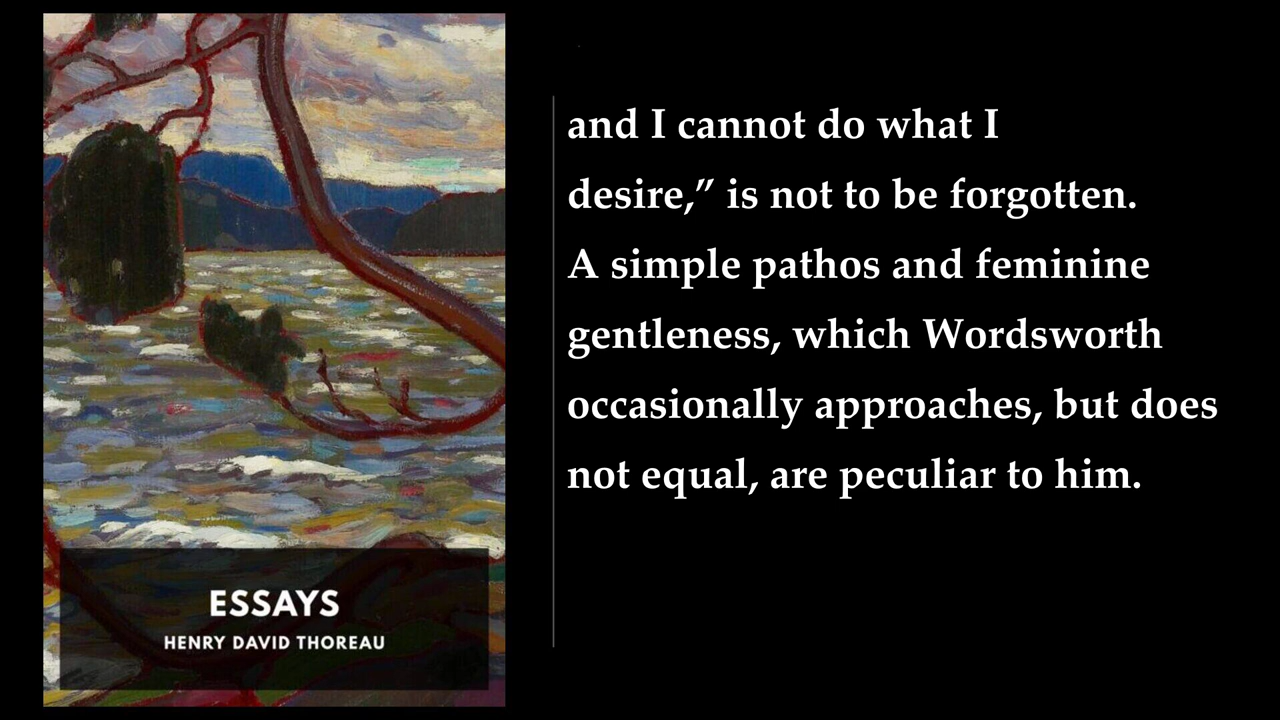 and I cannot do what I
desire,” is not to be forgotten.
A simple pathos and feminine
gentleness, which Wordsworth
occasionally approaches, but does
not equal, are peculiar to him.
ESSAYS
HENRY DAVID THOREAU